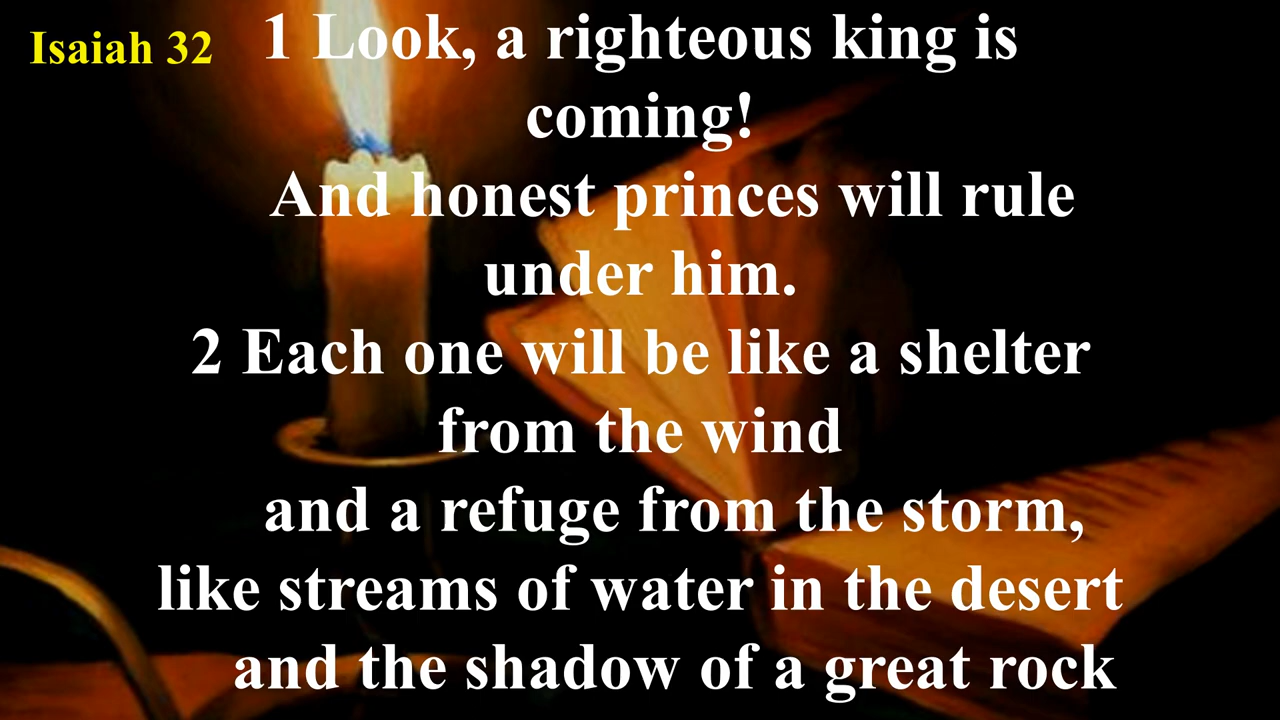 Isaiah 32
1 Look, a righteous king is
coming!
And honest princes will rule
under him.
2 Each one will be like a shelter
from the wind
and a refuge from the storm,
like streams of water in the desert
and the shadow of a great rock